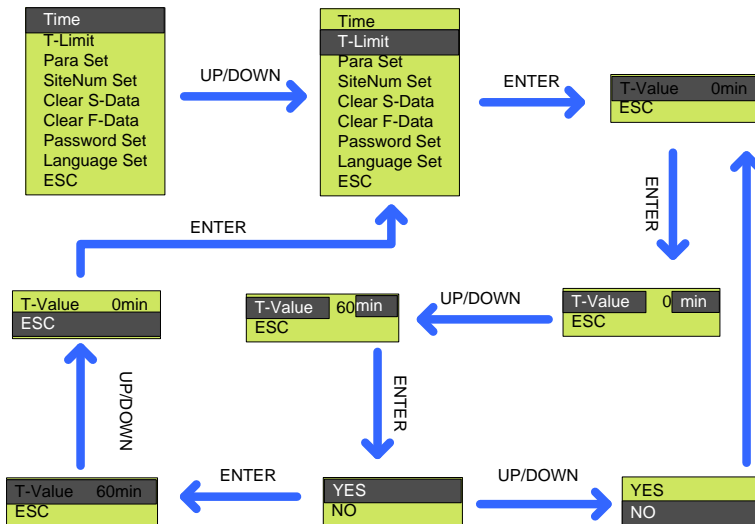 Time
T-Limit
Para Set
SiteNum Set
Clear S-Data
Clear F-Data
Password Set
Language Set
ESC
UP/DOWN
Time
T-Limit
Para Set
SiteNum Set
Clear S-Data
Clear F-Data
Password Set
Language Set
ESC
ENTER
T-Value 0min
ESC
ENTER
T-Value 0 min
ESC
UP/DOWN
T-Value 60min
ESC
ENTER
YES
NO
UP/DOWN
YES
NO
ENTER
T-Value 60min
ESC
UP/DOWN
T-Value 0min
ESC
ENTER